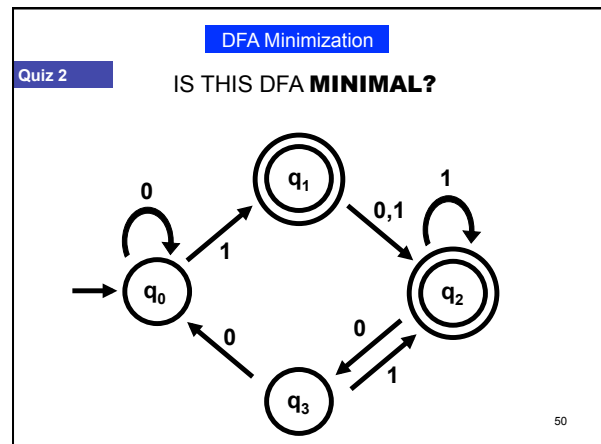 DFA Minimization
Quiz 2
IS THIS DFA MINIMAL?
q1
0
0,1
1
1
q0
q2
0
0
1
q3
50